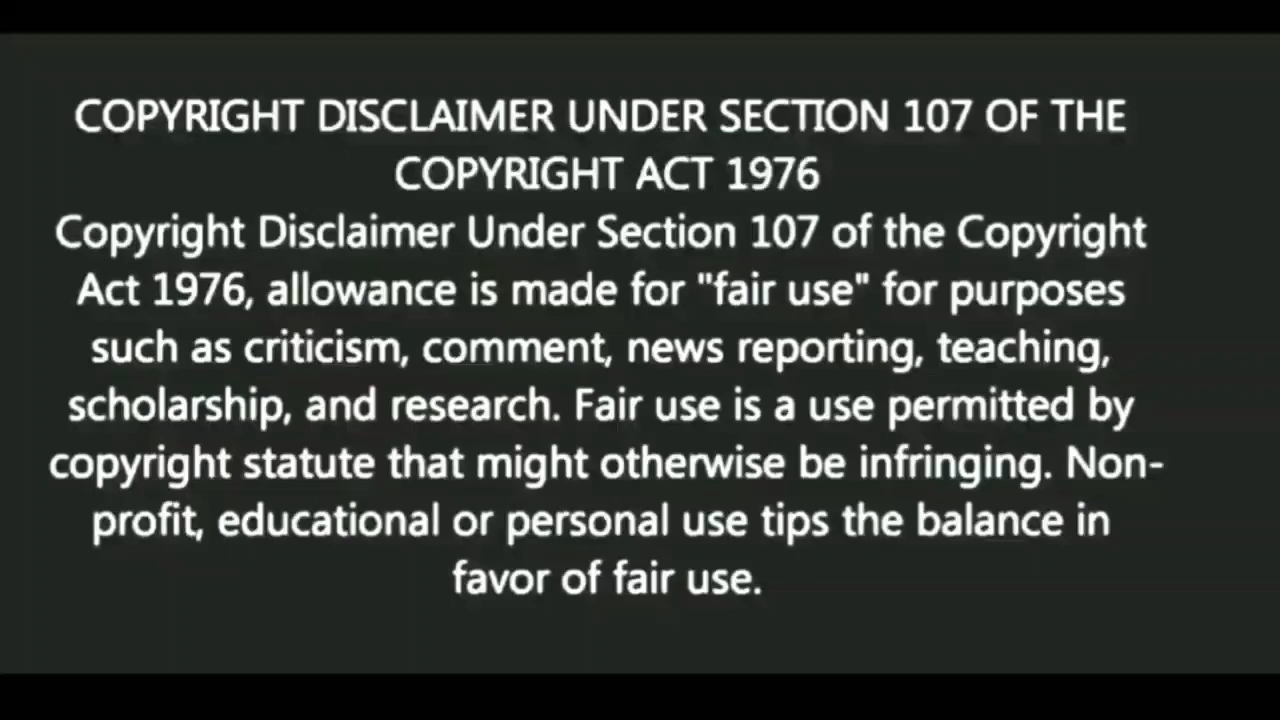 COPYRIGHT DISCLAIMER UNDER SECTION 107 OF THE
COPYRIGHT ACT 1976
Copyright Disclaimer Under Section 107 of the Copyright
Act 1976, allowance is made for "fair use" for purposes
such as criticism, comment, news reporting, teaching,
scholarship, and research. Fair use is a use permitted by
copyright statute that might otherwise be infringing. Non-
profit, educational or personal use tips the balance in
favor of fair use.